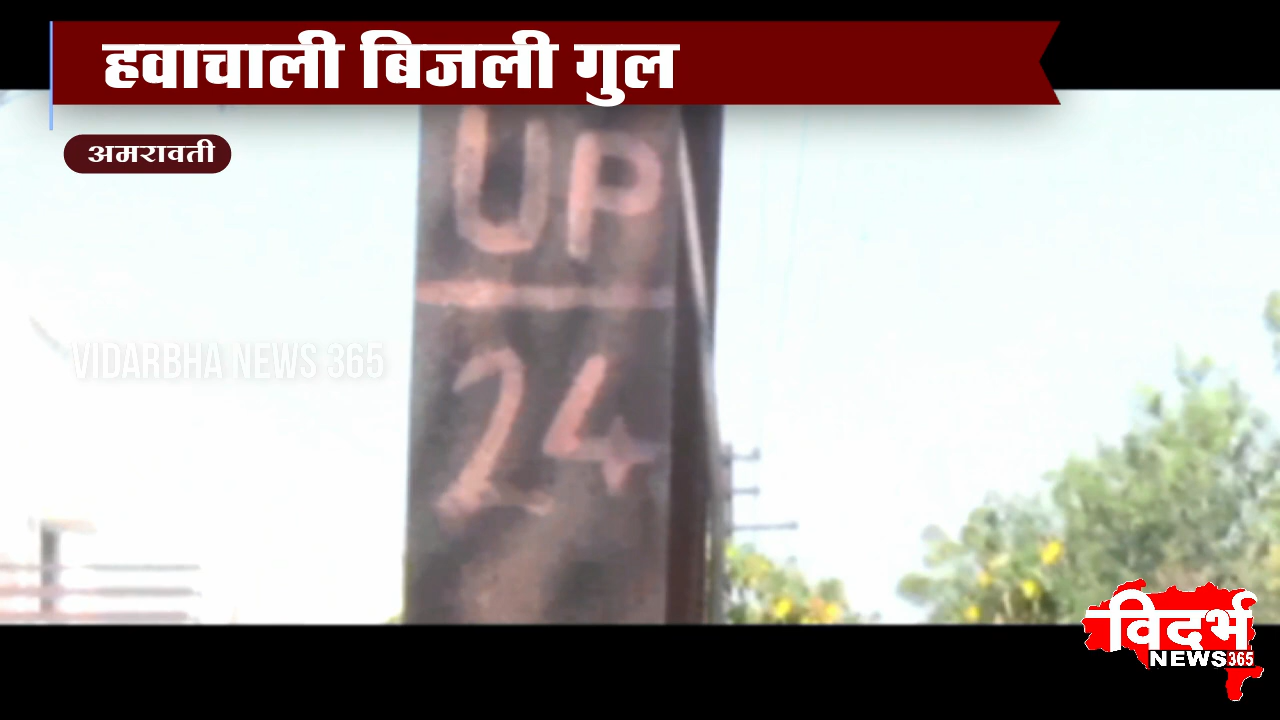 हवाचाली बिजली गुल
अमरावती
UP
24
VIDARBHA NEWS 365
विदर्भ
NEWS365